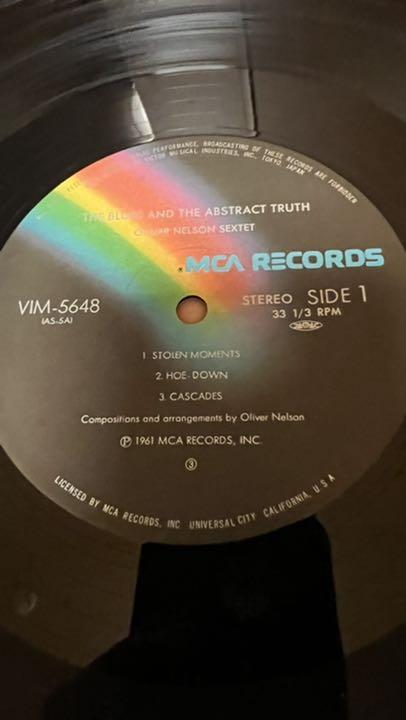 PERFORMANCE, BROADCASTING OF THESE RECORDS ARE FORBIDDEN
VICTOR MUSICAL INDUSTRIES, INC., TOKYO, JAPAN
THE BLUES AND THE ABSTRACT TRUTH
OLIVER NELSON SEXTET
MCA RECORDS
VIM-5648
(AS-5A)
STEREO SIDE 1
33 1/3 RPM
1. STOLEN MOMENTS
2. HOE-DOWN
3. CASCADES
Compositions and arrangements by Oliver Nelson
Ⓟ 1961 MCA RECORDS, INC.
③
LICENSED BY MCA RECORDS, INC UNIVERSAL CITY CALIFORNIA, U S A